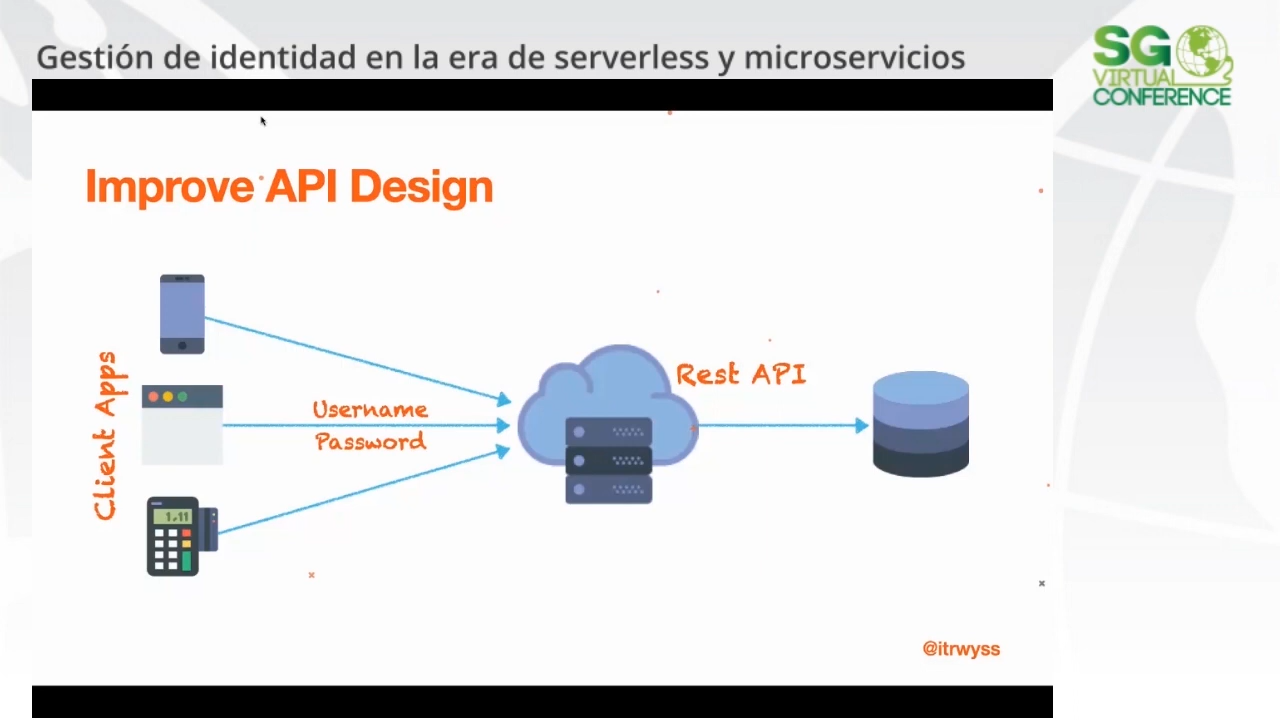 Gestión de identidad en la era de serverless y microservicios
SG
VIRTUAL
CONFERENCE
Improve API Design
Client Apps
Username
Password
Rest API
1,11
@itrwyss